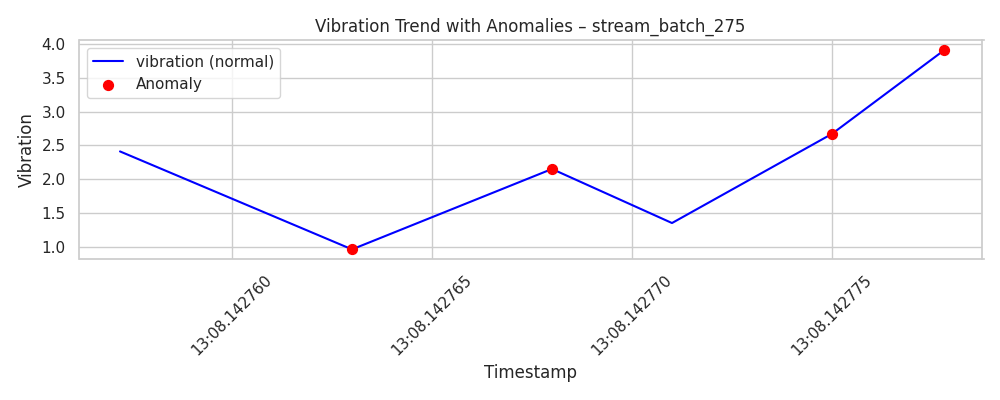 Vibration Trend with Anomalies – stream_batch_275
vibration (normal)
Anomaly
Vibration
4.0
3.5
3.0
2.5
2.0
1.5
1.0
13:08.142760
13:08.142765
13:08.142770
13:08.142775
Timestamp